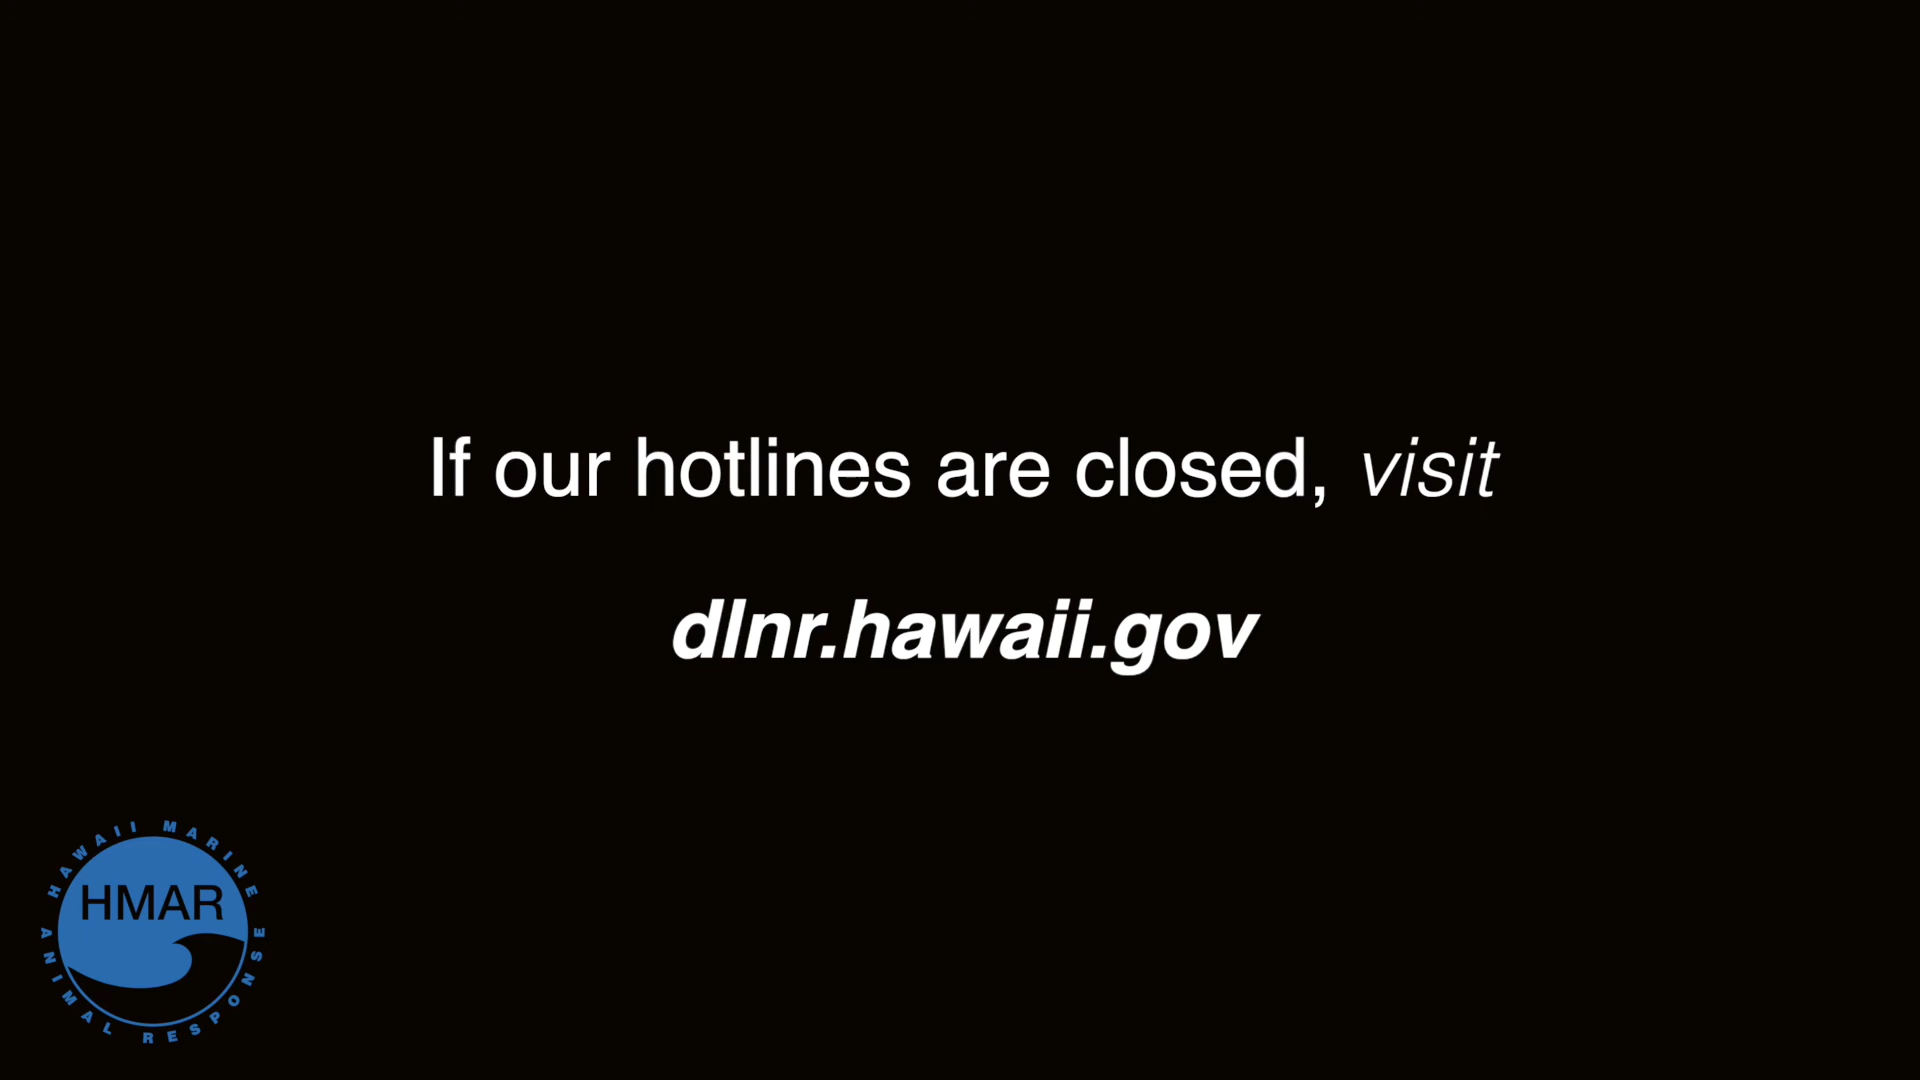 If our hotlines are closed, visit
dlnr.hawaii.gov
HAWAII MARINE
HMAR
ANIMAL RESPONSE